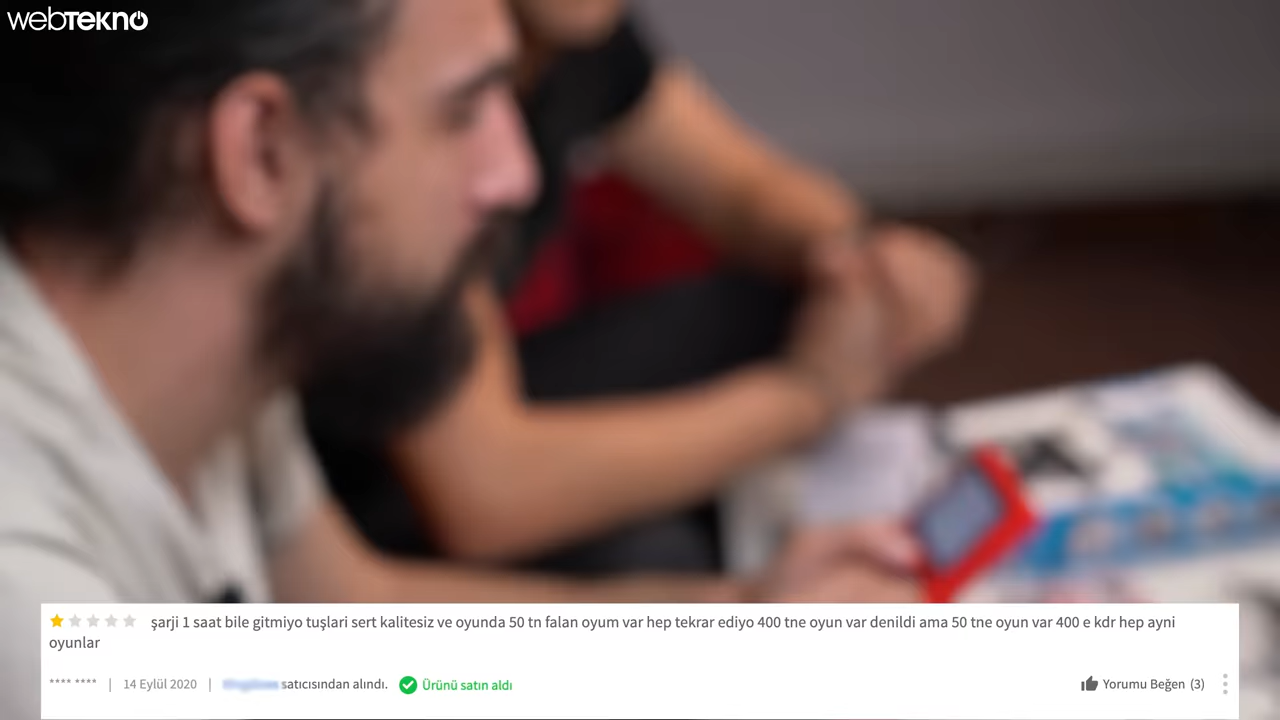 webTEKNO
şarji 1 saat bile gitmiyo tuşlari sert kalitesiz ve oyunda 50 tn falan oyum var hep tekrar ediyo 400 tne oyun var denildi ama 50 tne oyun var 400 e kdr hep ayni
oyunlar
**** **** | 14 Eylül 2020 | satıcısından alındı. Ürünü satın aldı Yorumu Beğen (3)